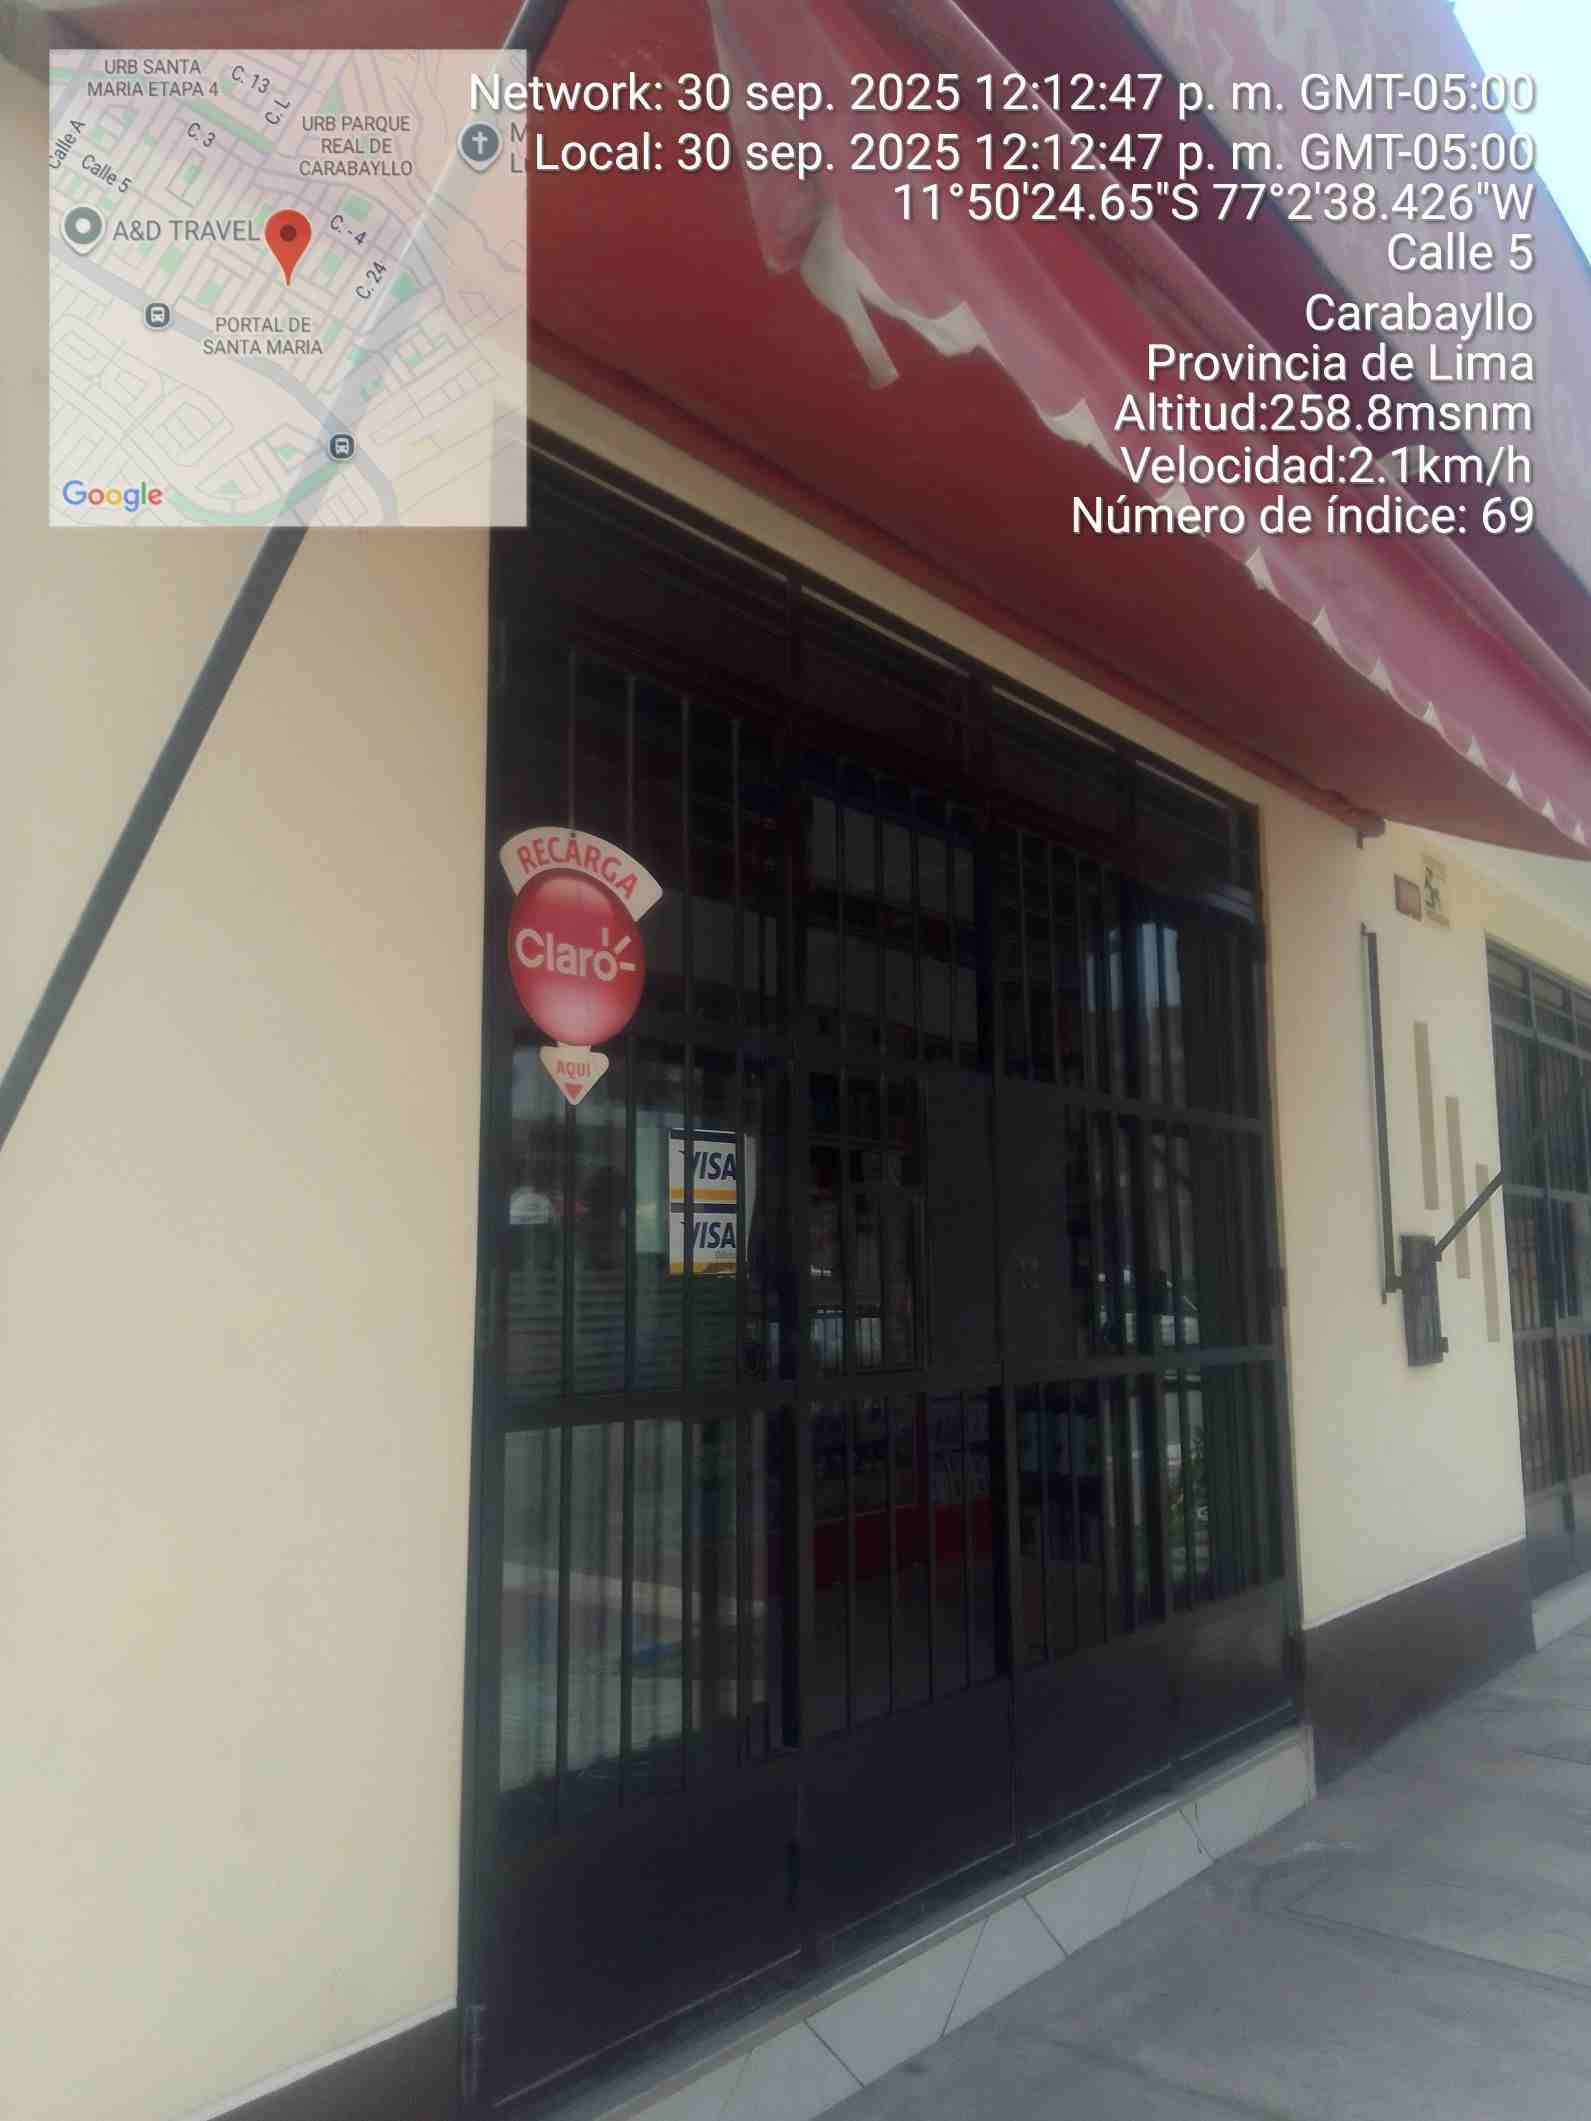 URB SANTA
MARIA ETAPA 4
C. 13
C. L
Calle A
C. 3
Calle 5
URB PARQUE
REAL DE
CARABAYLLO
A&D TRAVEL
C. - 4
C. 24
PORTAL DE
SANTA MARIA
Google
Network: 30 sep. 2025 12:12:47 p. m. GMT-05:00
Local: 30 sep. 2025 12:12:47 p. m. GMT-05:00
11°50'24.65"S 77°2'38.426"W
Calle 5
Carabayllo
Provincia de Lima
Altitud:258.8msnm
Velocidad:2.1km/h
Número de índice: 69
RECARGA
Claro
AQUI
VISA
VISA